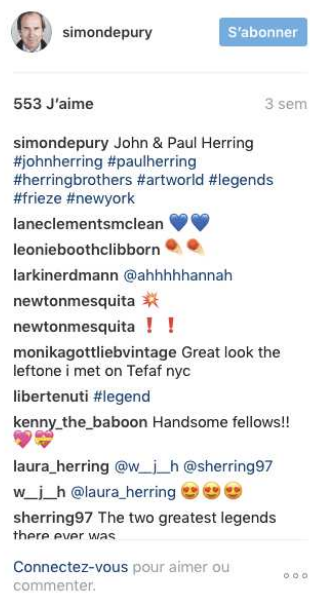 simondepury S'abonner
553 J'aime 3 sem
simondepury John & Paul Herring
#johnherring #paulherring
#herringbrothers #artworld #legends
#frieze #newyork
laneclementsmclean 💙💙
leonieboothclibborn ☄️☄️
larkinerdmann @ahhhhhannah
newtonmesquita 💥
newtonmesquita ❗❗
monikagottliebvintage Great look the
leftone i met on Tefaf nyc
libertenuti #legend
kenny_the_baboon Handsome fellows!!
💖💝
laura_herring @w__j__h @sherring97
w__j__h @laura_herring 😍😍😍
sherring97 The two greatest legends
there ever was
Connectez-vous pour aimer ou
commenter.